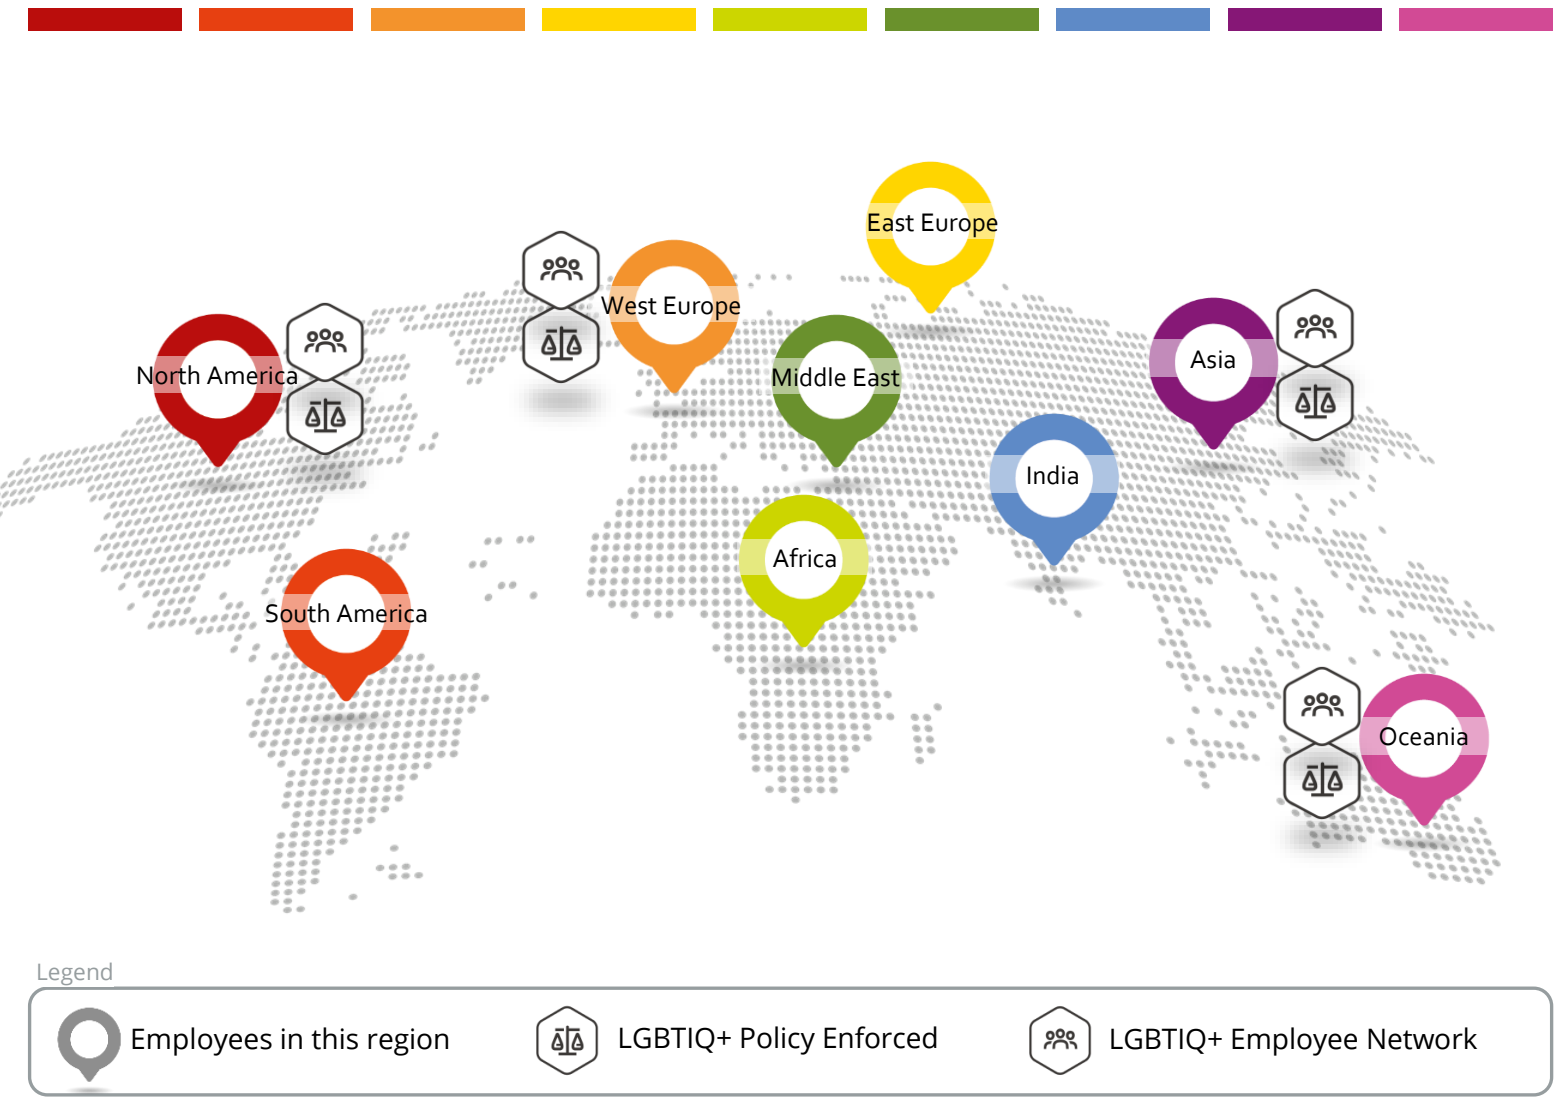 East Europe
West Europe
North America
Middle East
Asia
India
Africa
South America
Oceania
Legend
Employees in this region
LGBTIQ+ Policy Enforced
LGBTIQ+ Employee Network